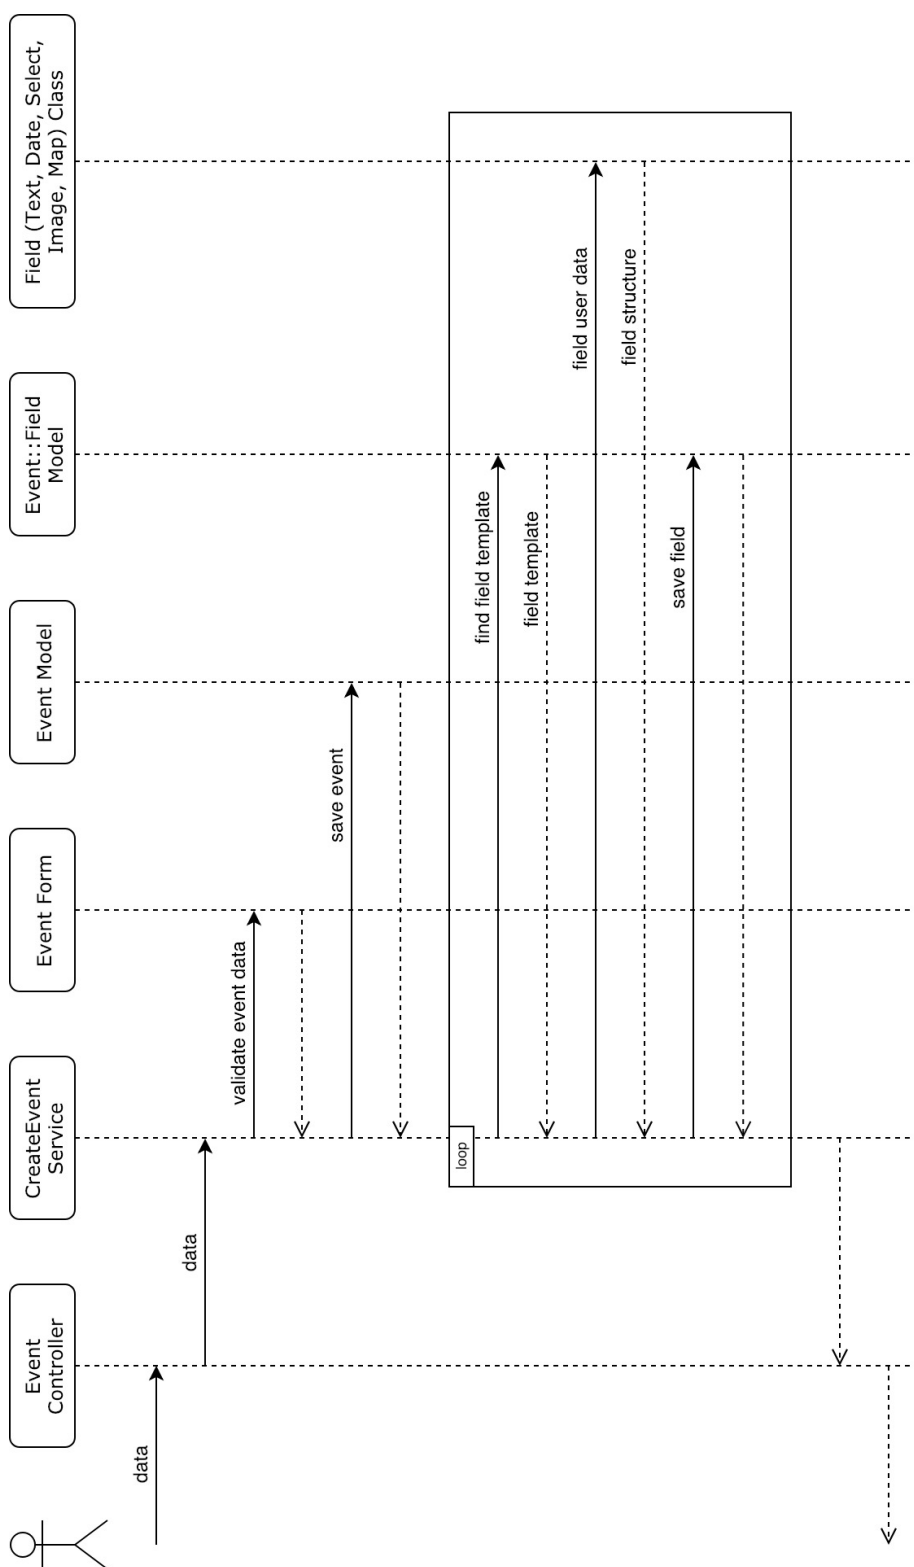 Event
Controller
CreateEvent
Service
Event Form
Event Model
Event::Field
Model
Field (Text, Date, Select,
Image, Map) Class
data
data
validate event data
save event
loop
find field template
field template
field user data
field structure
save field